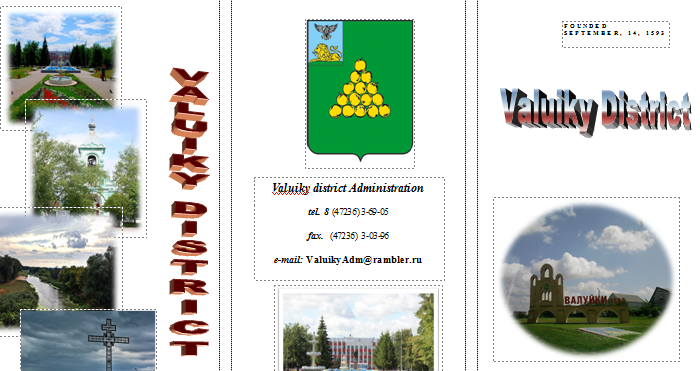 VALUIKY DISTRICT
Valuiky district Administration
tel. 8 (47236) 3-69-05
fax. (47236) 3-03-96
e-mail: ValuikyAdm@rambler.ru
FOUNDED
SEPTEMBER, 14, 1593
Valuiky District
ВАЛУЙКИ